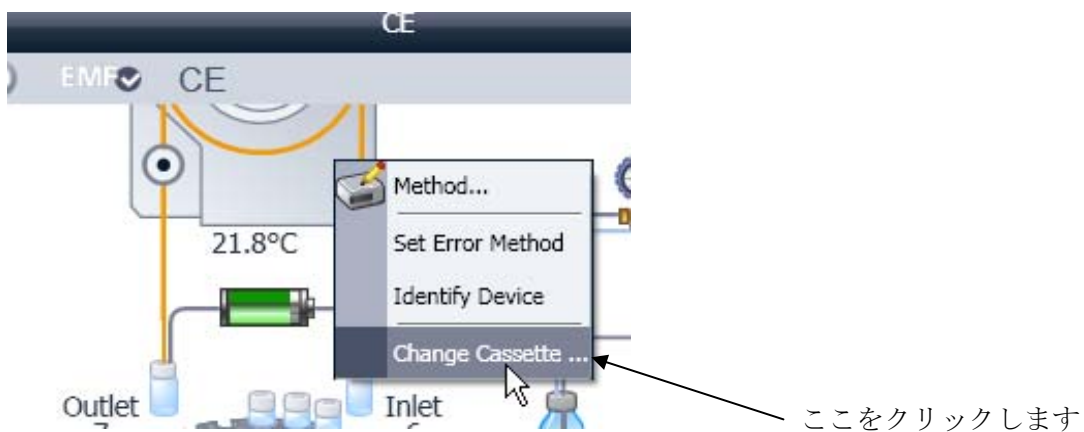 CE
EMF CE
Method...
21.8°C
Set Error Method
Identify Device
Change Cassette ...
Outlet
Inlet
ここをクリックします